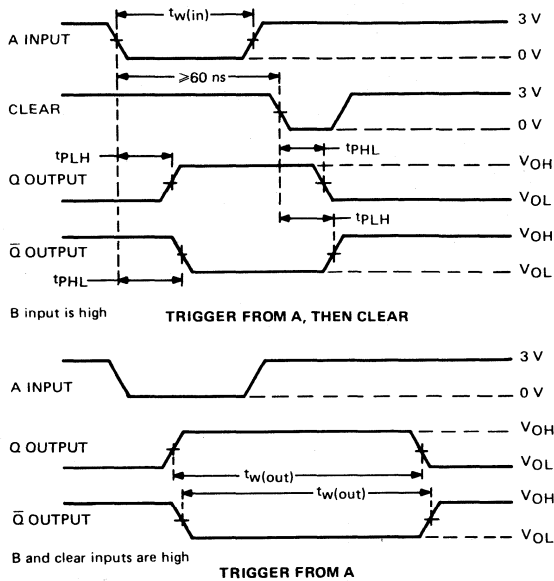 tw(in)
A INPUT
3 V
0 V
⩾60 ns
CLEAR
3 V
0 V
tPLH
tPHL
Q OUTPUT
VOH
VOL
tPLH
Q̅ OUTPUT
VOH
VOL
tPHL
B input is high
TRIGGER FROM A, THEN CLEAR
A INPUT
3 V
0 V
Q OUTPUT
VOH
VOL
tw(out)
tw(out)
Q̅ OUTPUT
VOH
VOL
B and clear inputs are high
TRIGGER FROM A